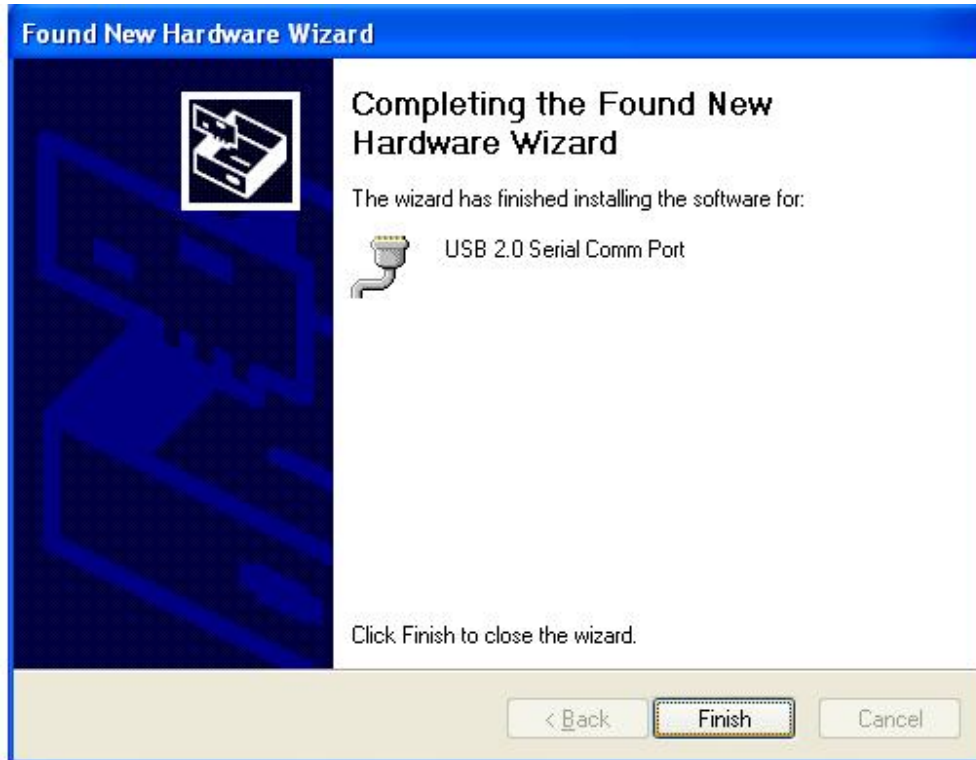 Found New Hardware Wizard
Completing the Found New
Hardware Wizard
The wizard has finished installing the software for:
USB 2.0 Serial Comm Port
Click Finish to close the wizard.
< Back
Finish
Cancel